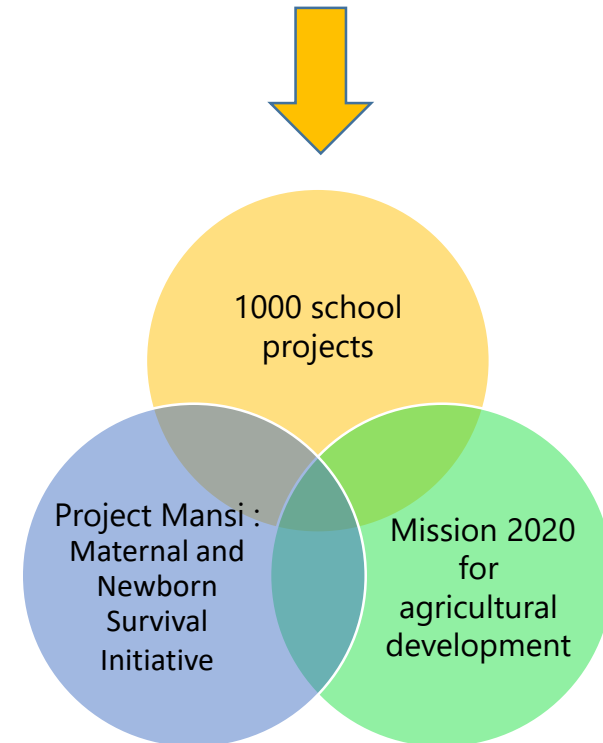 1000 school
projects
Project Mansi :
Maternal and
Newborn
Survival
Initiative
Mission 2020
for
agricultural
development